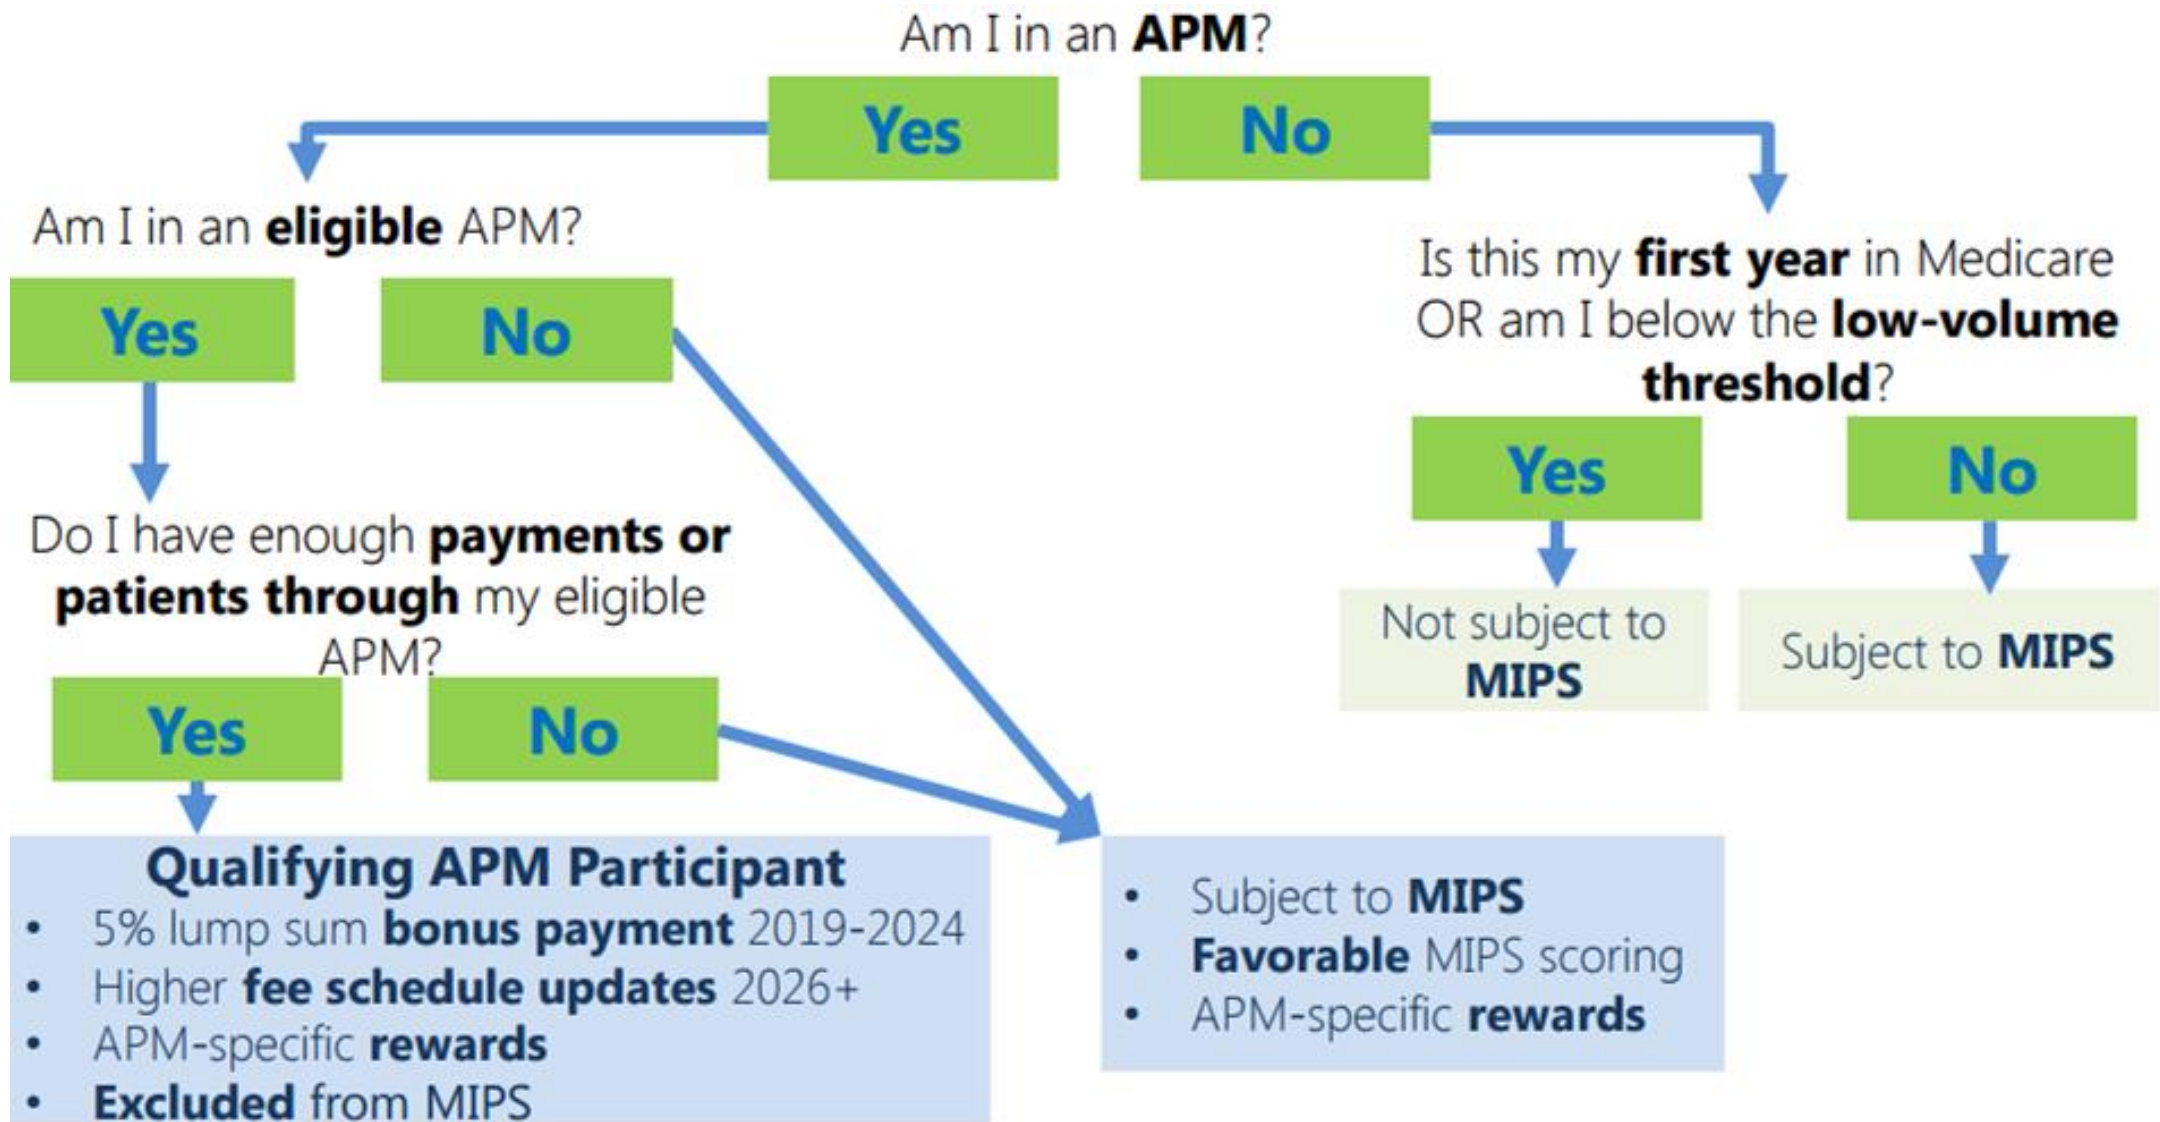 Am I in an APM?
Yes
No
Am I in an eligible APM?
Yes
No
Do I have enough payments or
patients through my eligible
APM?
Yes
No
Qualifying APM Participant
• 5% lump sum bonus payment 2019-2024
• Higher fee schedule updates 2026+
• APM-specific rewards
• Excluded from MIPS
• Subject to MIPS
• Favorable MIPS scoring
• APM-specific rewards
Is this my first year in Medicare
OR am I below the low-volume
threshold?
Yes
No
Not subject to
MIPS
Subject to MIPS